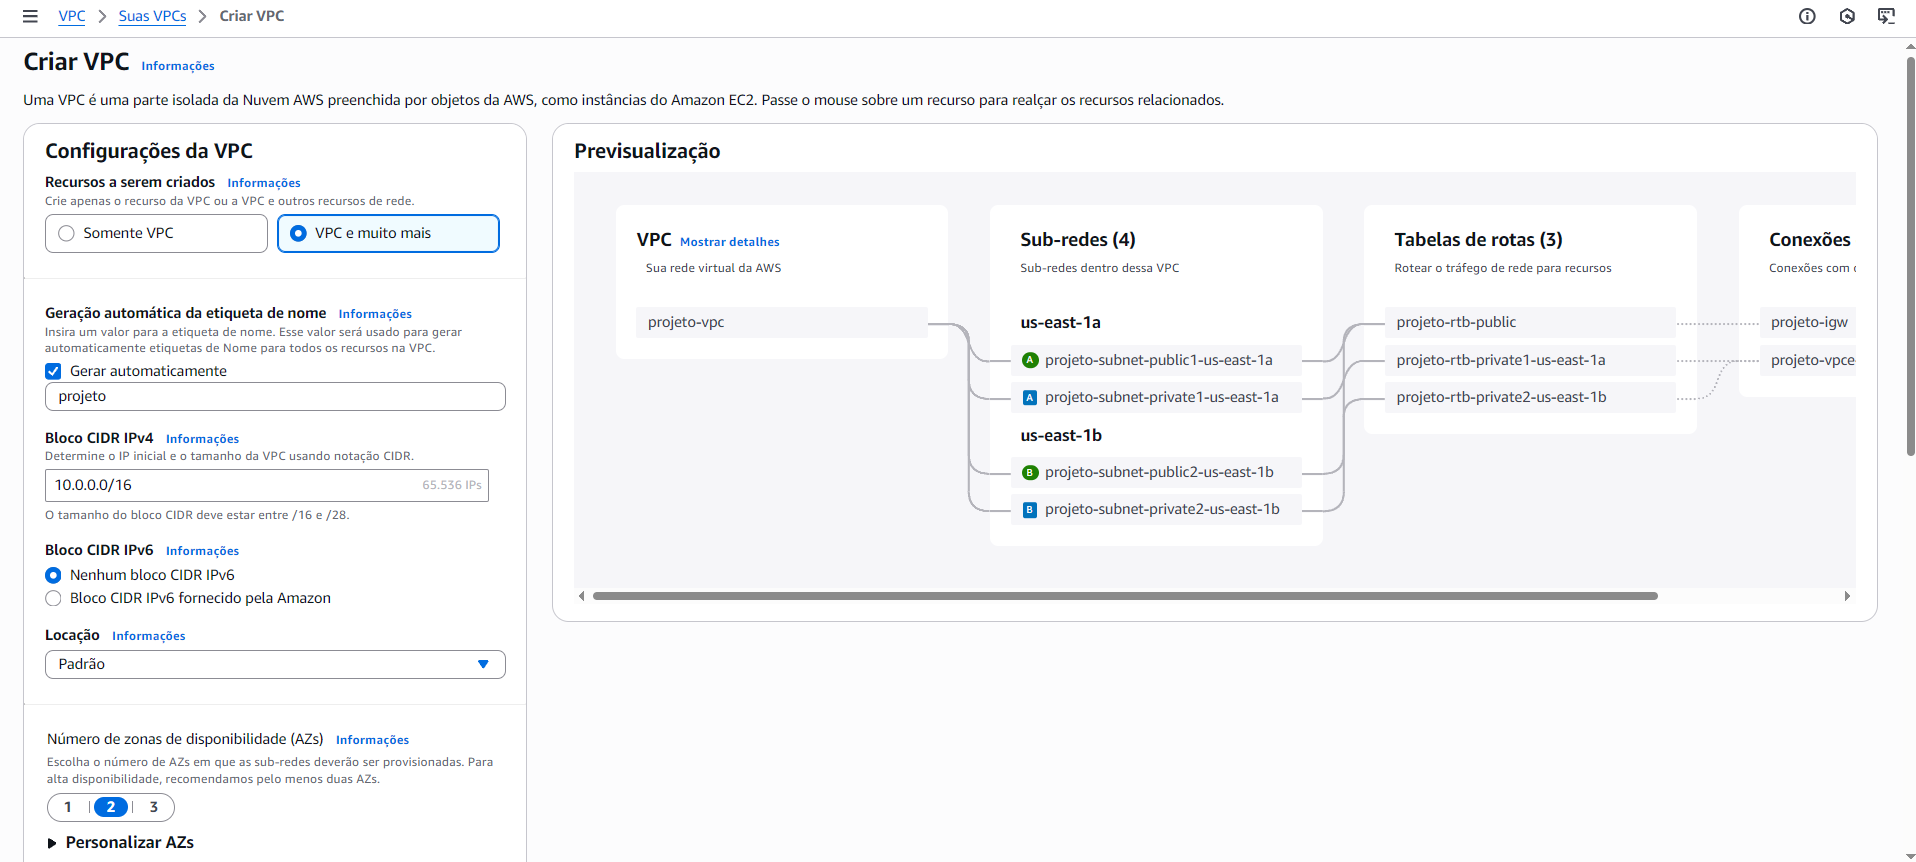 VPC
Suas VPCs
Criar VPC
Criar VPC Informações
Uma VPC é uma parte isolada da Nuvem AWS preenchida por objetos da AWS, como instâncias do Amazon EC2. Passe o mouse sobre um recurso para realçar os recursos relacionados.
Configurações da VPC
Recursos a serem criados Informações
Crie apenas o recurso da VPC ou a VPC e outros recursos de rede.
Somente VPC
VPC e muito mais
Geração automática da etiqueta de nome Informações
Insira um valor para a etiqueta de nome. Esse valor será usado para gerar
automaticamente etiquetas de Nome para todos os recursos na VPC.
Gerar automaticamente
projeto
Bloco CIDR IPv4 Informações
Determine o IP inicial e o tamanho da VPC usando notação CIDR.
10.0.0.0/16 65.536 IPs
O tamanho do bloco CIDR deve estar entre /16 e /28.
Bloco CIDR IPv6 Informações
Nenhum bloco CIDR IPv6
Bloco CIDR IPv6 fornecido pela Amazon
Locação Informações
Padrão
Número de zonas de disponibilidade (AZs) Informações
Escolha o número de AZs em que as sub-redes deverão ser provisionadas. Para
alta disponibilidade, recomendamos pelo menos duas AZs.
1 2 3
Personalizar AZs
Previsualização
VPC Mostrar detalhes
Sua rede virtual da AWS
projeto-vpc
Sub-redes (4)
Sub-redes dentro dessa VPC
us-east-1a
A projeto-subnet-public1-us-east-1a
A projeto-subnet-private1-us-east-1a
us-east-1b
B projeto-subnet-public2-us-east-1b
B projeto-subnet-private2-us-east-1b
Tabelas de rotas (3)
Rotear o tráfego de rede para recursos
projeto-rtb-public
projeto-rtb-private1-us-east-1a
projeto-rtb-private2-us-east-1b
Conexões
Conexões com
projeto-igw
projeto-vpce-